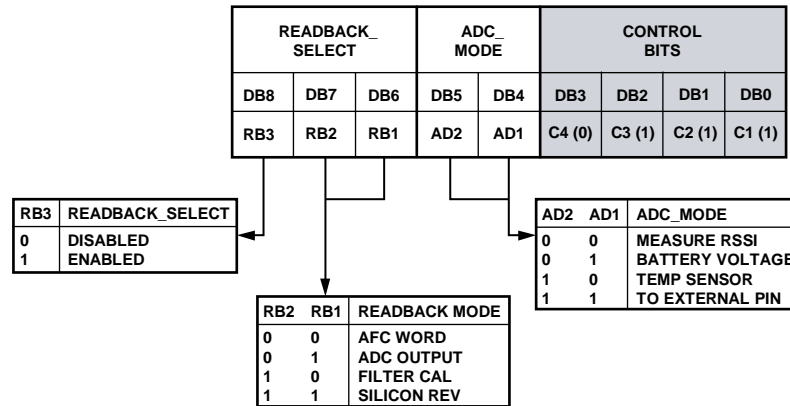 READBACK_
SELECT
ADC_
MODE
CONTROL
BITS
DB8 DB7 DB6 DB5 DB4 DB3 DB2 DB1 DB0
RB3 RB2 RB1 AD2 AD1 C4 (0) C3 (1) C2 (1) C1 (1)
RB3 READBACK_SELECT
0 DISABLED
1 ENABLED
AD2 AD1 ADC_MODE
0 0 MEASURE RSSI
0 1 BATTERY VOLTAGE
1 0 TEMP SENSOR
1 1 TO EXTERNAL PIN
RB2 RB1 READBACK MODE
0 0 AFC WORD
0 1 ADC OUTPUT
1 0 FILTER CAL
1 1 SILICON REV